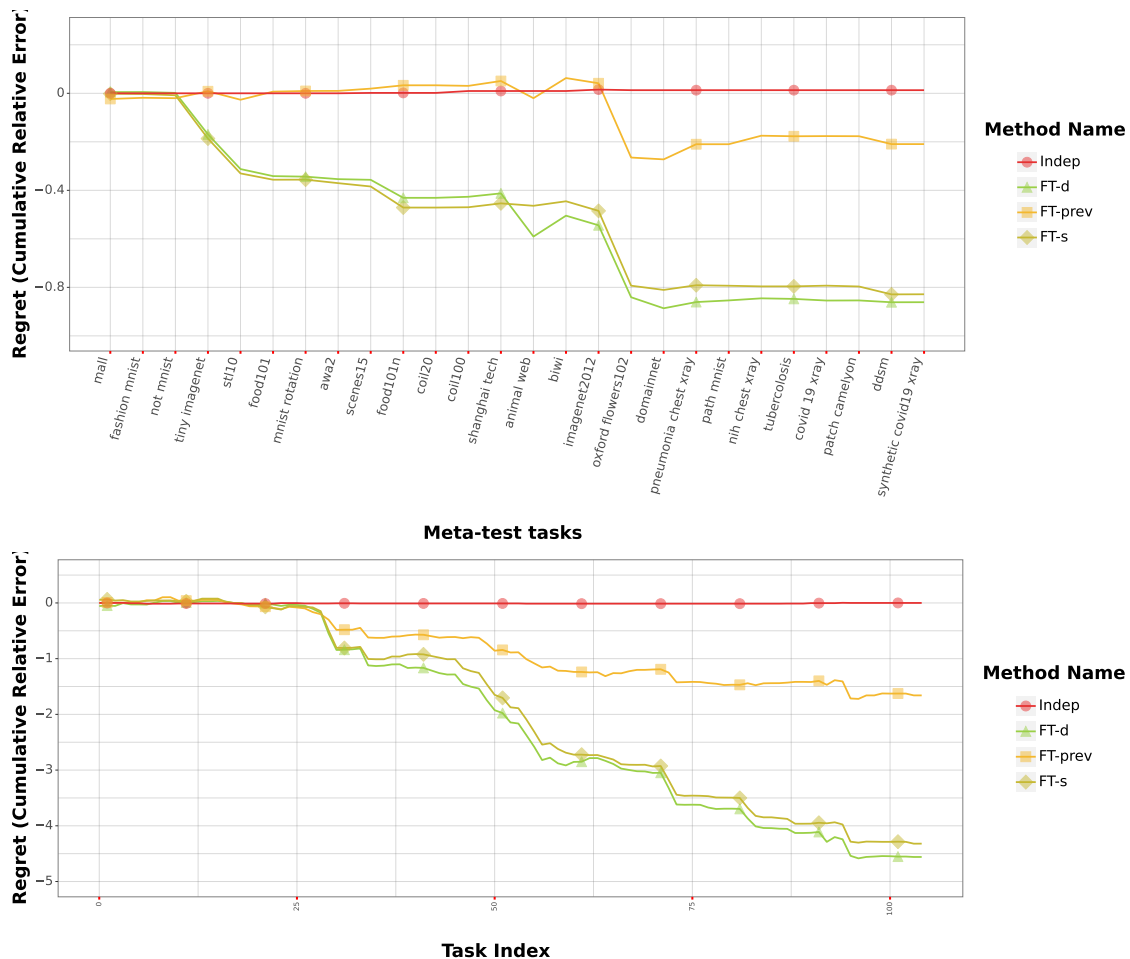 Regret (Cumulative Relative Error)
0
−0.4
−0.8
mall
fashion mnist
not mnist
tiny imagenet
stl10
food101
mnist rotation
awa2
scenes15
food101n
coil20
coil100
shanghai tech
animal web
biwi
imagenet2012
oxford flowers102
domainnet
pneumonia chest xray
path mnist
nih chest xray
tubercolosis
covid 19 xray
patch camelyon
ddsm
synthetic covid19 xray
Meta-test tasks
Method Name
Indep
FT-d
FT-prev
FT-s
Regret (Cumulative Relative Error)
0
−1
−2
−3
−4
−5
0
25
50
75
100
Task Index
Method Name
Indep
FT-d
FT-prev
FT-s